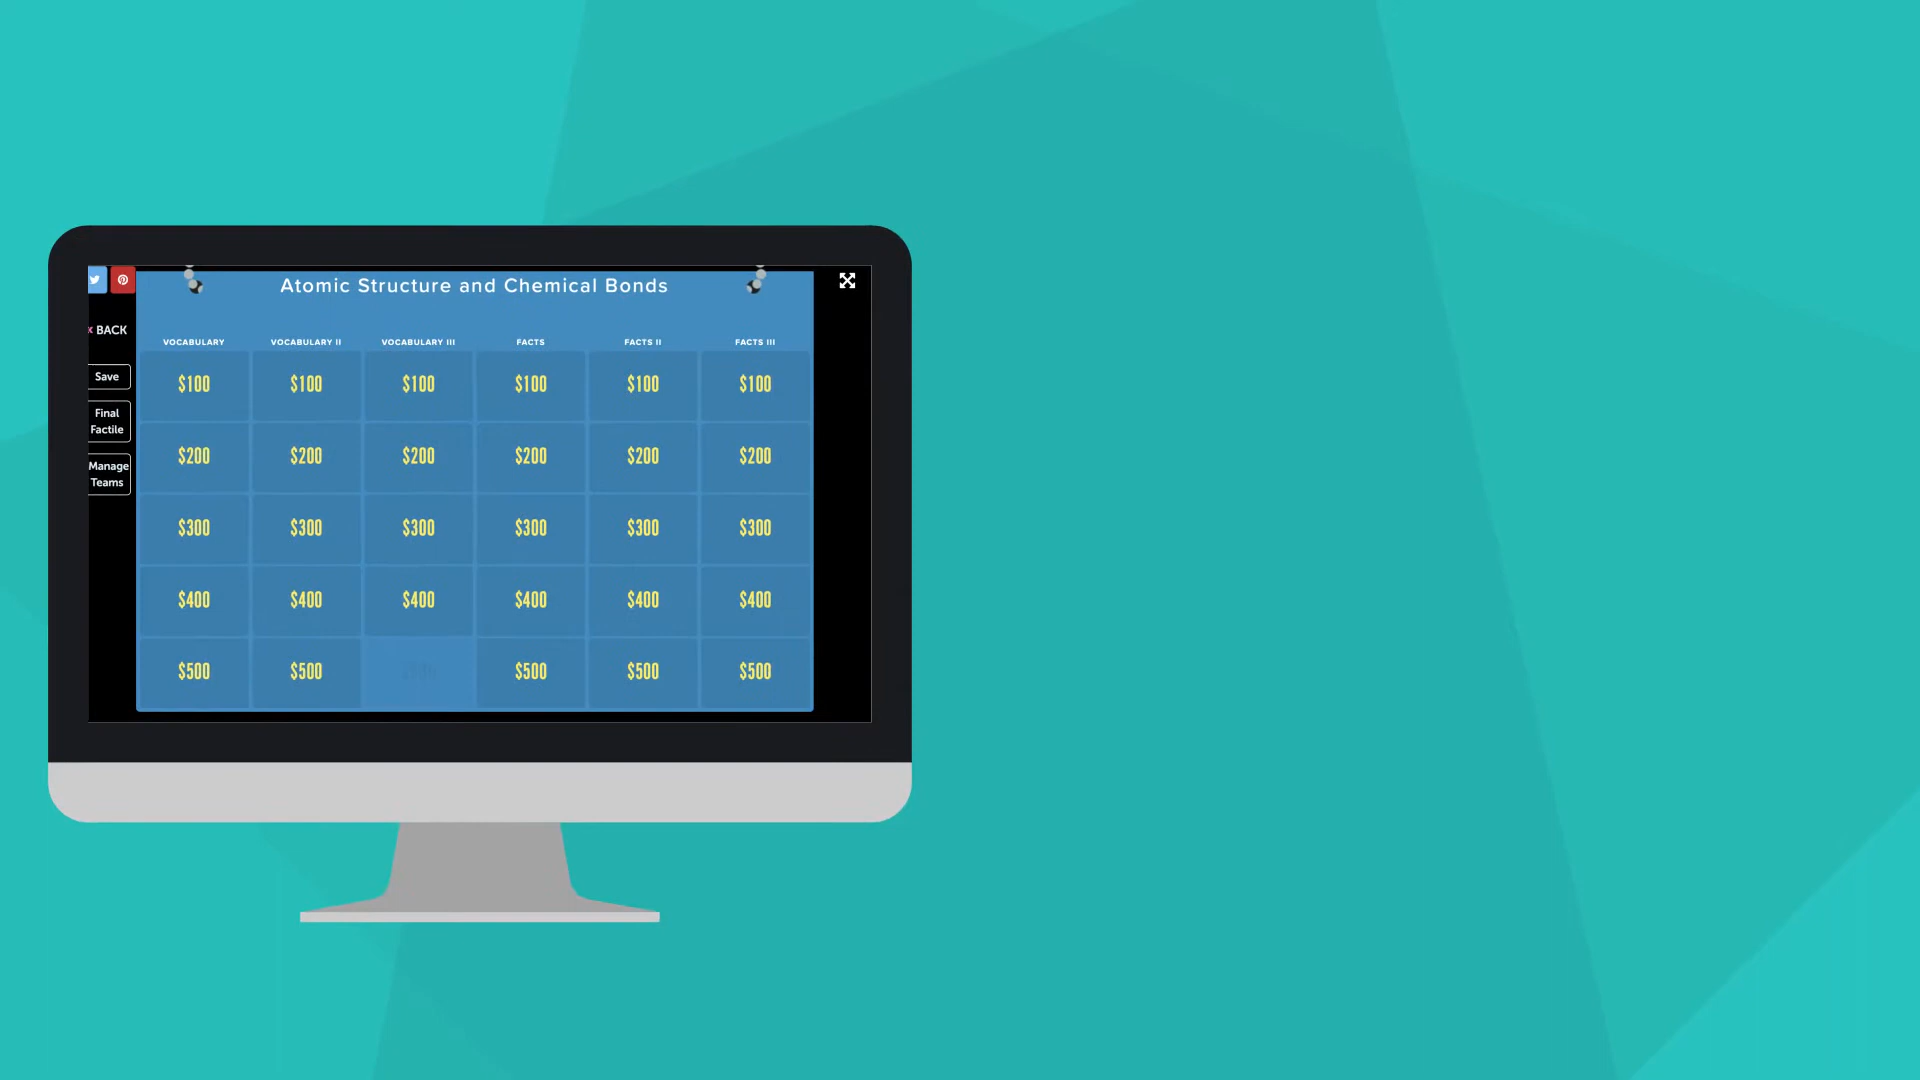 Atomic Structure and Chemical Bonds
BACK
Save
Final
Factile
Manage
Teams
VOCABULARY VOCABULARY II VOCABULARY III FACTS FACTS II FACTS III
$100 $100 $100 $100 $100 $100
$200 $200 $200 $200 $200 $200
$300 $300 $300 $300 $300 $300
$400 $400 $400 $400 $400 $400
$500 $500 $500 $500 $500